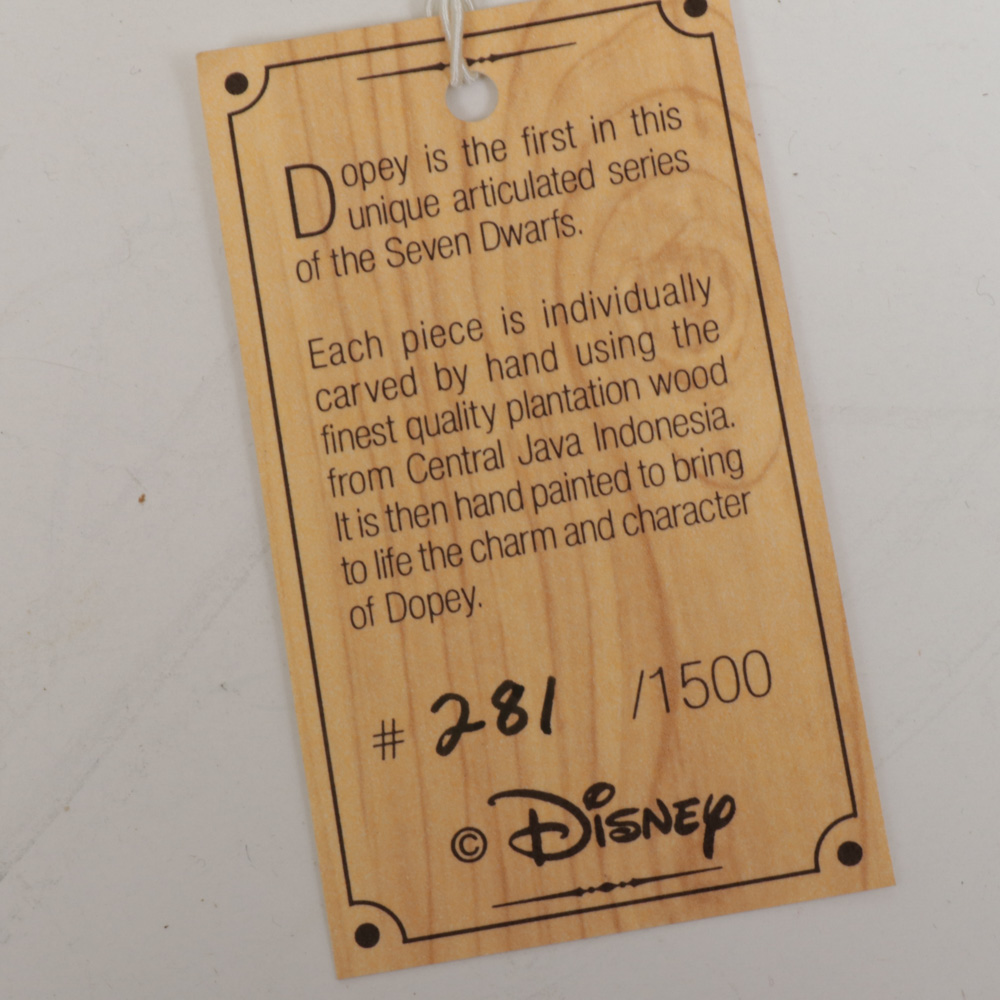 Dopey is the first in this
unique articulated series
of the Seven Dwarfs.
Each piece is individually
carved by hand using the
finest quality plantation wood
from Central Java Indonesia.
It is then hand painted to bring
to life the charm and character
of Dopey.
# 281 /1500
© Disney